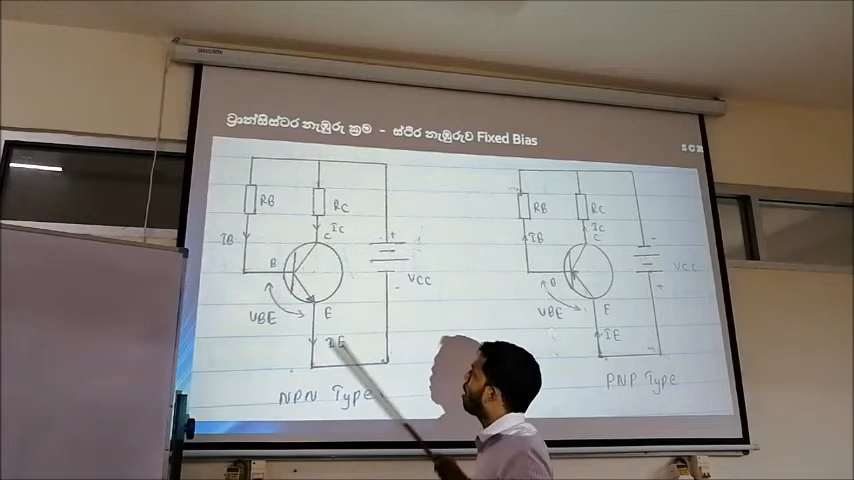 ට්‍රාන්සිස්ටර නැඹුරු ක්‍රම - ස්ථිර නැඹුරුව Fixed Bias
RB
RC
IC
IB
C
B
+
-
VCC
VBE
E
IE
NPN Type
RB
RC
IC
IB
C
B
-
+
VCC
VBE
E
IE
PNP Type